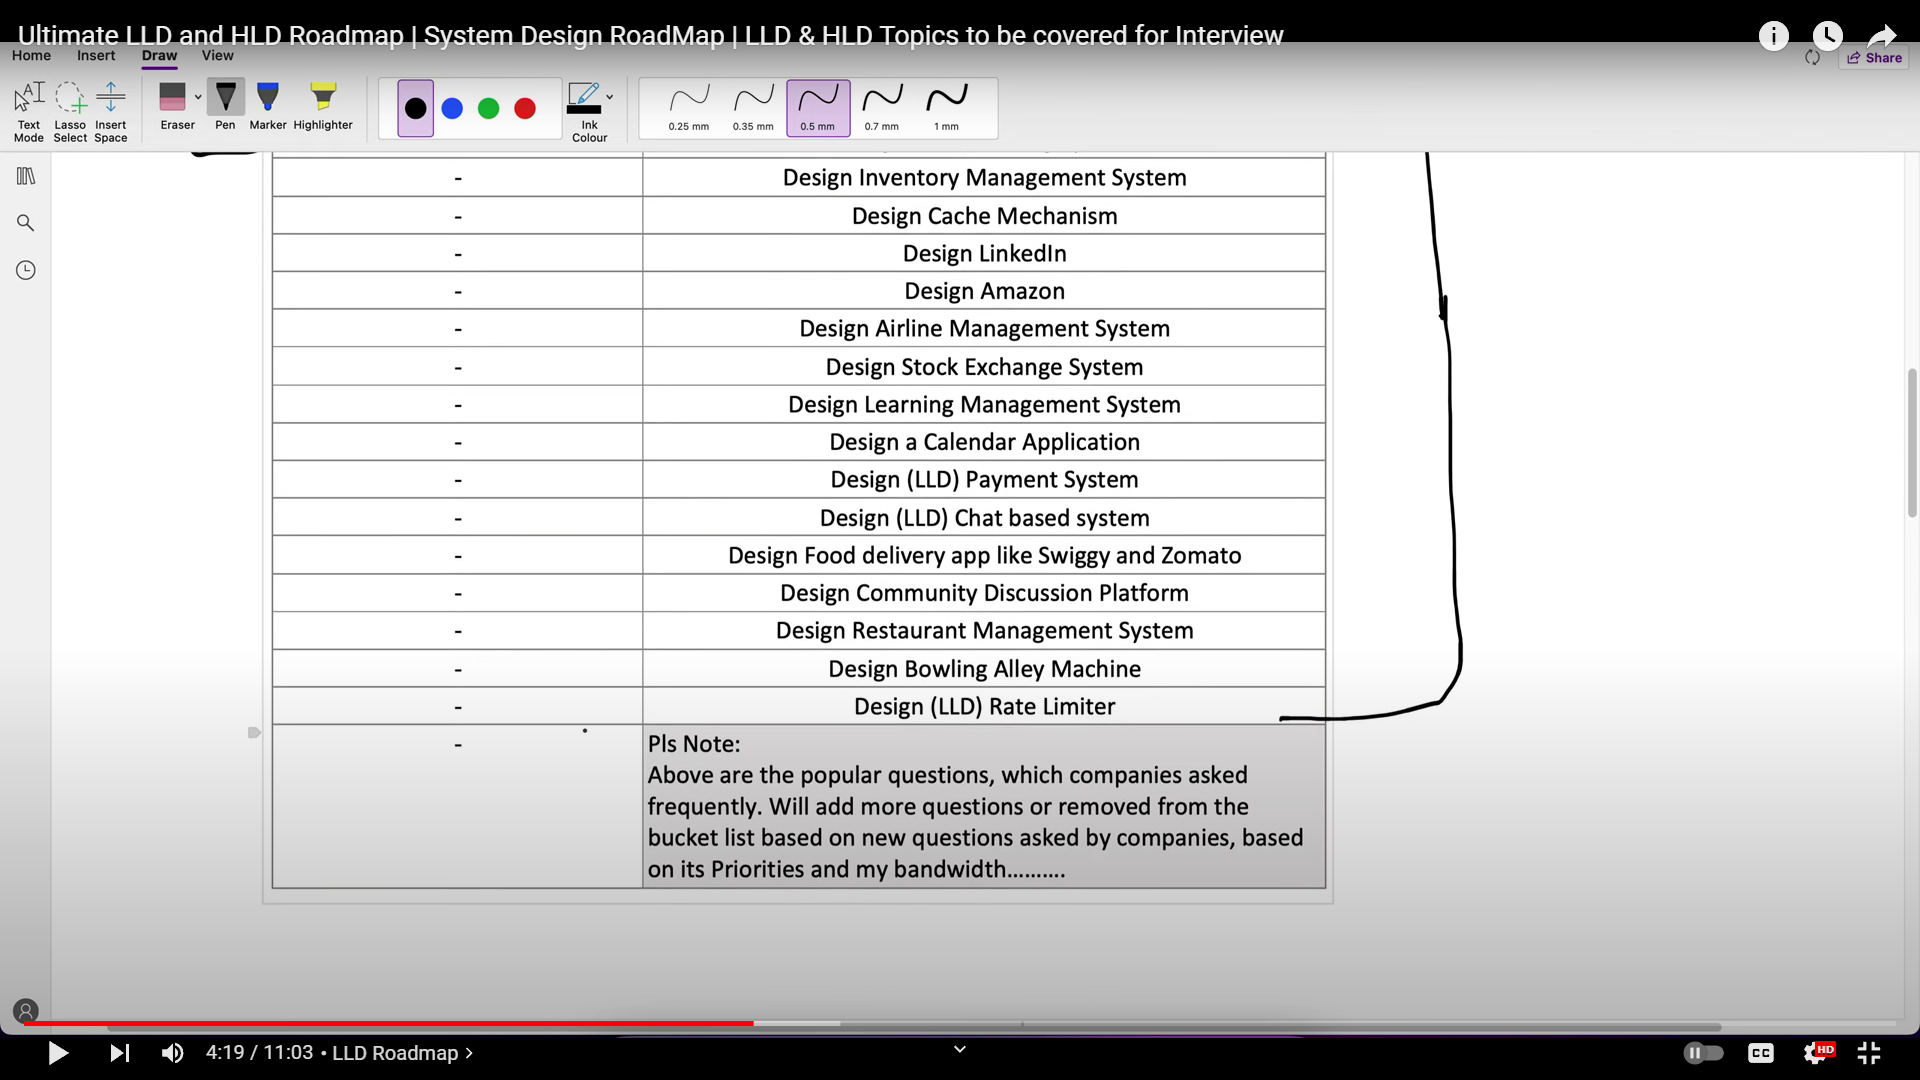 Ultimate LLD and HLD Roadmap | System Design RoadMap | LLD & HLD Topics to be covered for Interview
Home Insert Draw View
Share
Text Mode
Lasso Select
Insert Space
Eraser
Pen
Marker
Highlighter
Ink Colour
0.25 mm
0.35 mm
0.5 mm
0.7 mm
1 mm
- Design Inventory Management System
- Design Cache Mechanism
- Design LinkedIn
- Design Amazon
- Design Airline Management System
- Design Stock Exchange System
- Design Learning Management System
- Design a Calendar Application
- Design (LLD) Payment System
- Design (LLD) Chat based system
- Design Food delivery app like Swiggy and Zomato
- Design Community Discussion Platform
- Design Restaurant Management System
- Design Bowling Alley Machine
- Design (LLD) Rate Limiter
- Pls Note:
Above are the popular questions, which companies asked
frequently. Will add more questions or removed from the
bucket list based on new questions asked by companies, based
on its Priorities and my bandwidth..........
4:19 / 11:03 • LLD Roadmap >
CC
HD